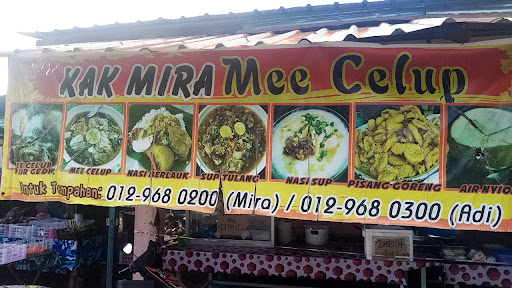 KAK MIRA Mee Celup
MEE CELUP
NASI BERLAUK
SUP TULANG
NASI SUP
PISANG GORENG
Untuk Tempahan: 012-968 0200 (Mira) / 012-968 0300 (Adi)